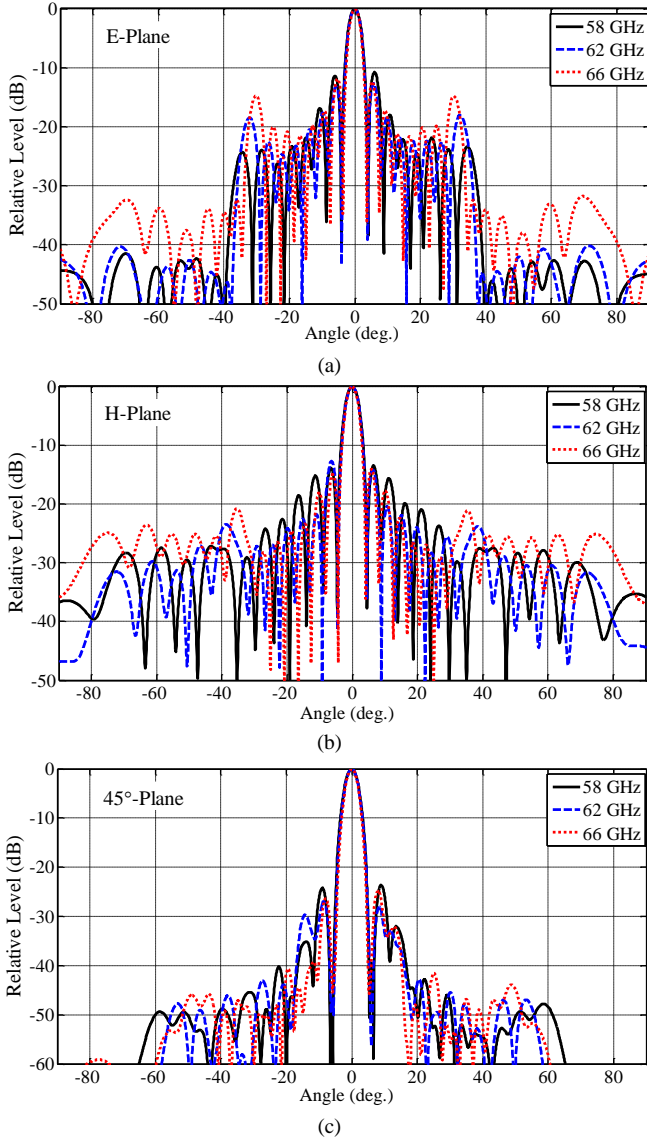 E-Plane
58 GHz
62 GHz
66 GHz
Relative Level (dB)
0
-10
-20
-30
-40
-50
-80 -60 -40 -20 0 20 40 60 80
Angle (deg.)
(a)
H-Plane
58 GHz
62 GHz
66 GHz
Relative Level (dB)
0
-10
-20
-30
-40
-50
-80 -60 -40 -20 0 20 40 60 80
Angle (deg.)
(b)
45°-Plane
58 GHz
62 GHz
66 GHz
Relative Level (dB)
0
-10
-20
-30
-40
-50
-60
-80 -60 -40 -20 0 20 40 60 80
Angle (deg.)
(c)